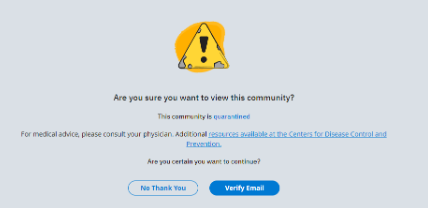 Are you sure you want to view this community?
This community is quarantined
For medical advice, please consult your physician. Additional resources available at the Centers for Disease Control and
Prevention.
Are you certain you want to continue?
No Thank You
Verify Email